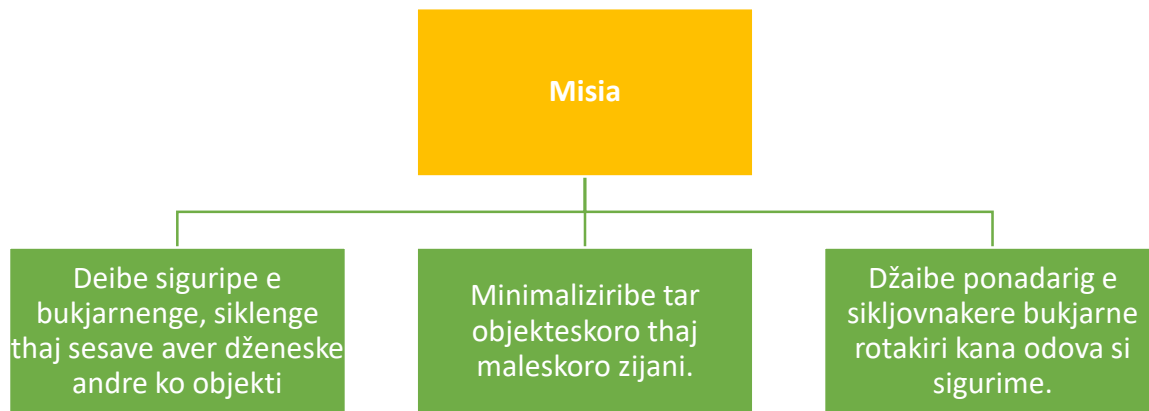 Misia
Deibe siguripe e
bukjarnenge, siklenge
thaj sesave aver dženeske
andre ko objekti
Minimaliziribe tar
objekteskoro thaj
maleskoro zijani.
Džaibe ponadarig e
sikljovnakere bukjarne
rotakiri kana odova si
sigurime.